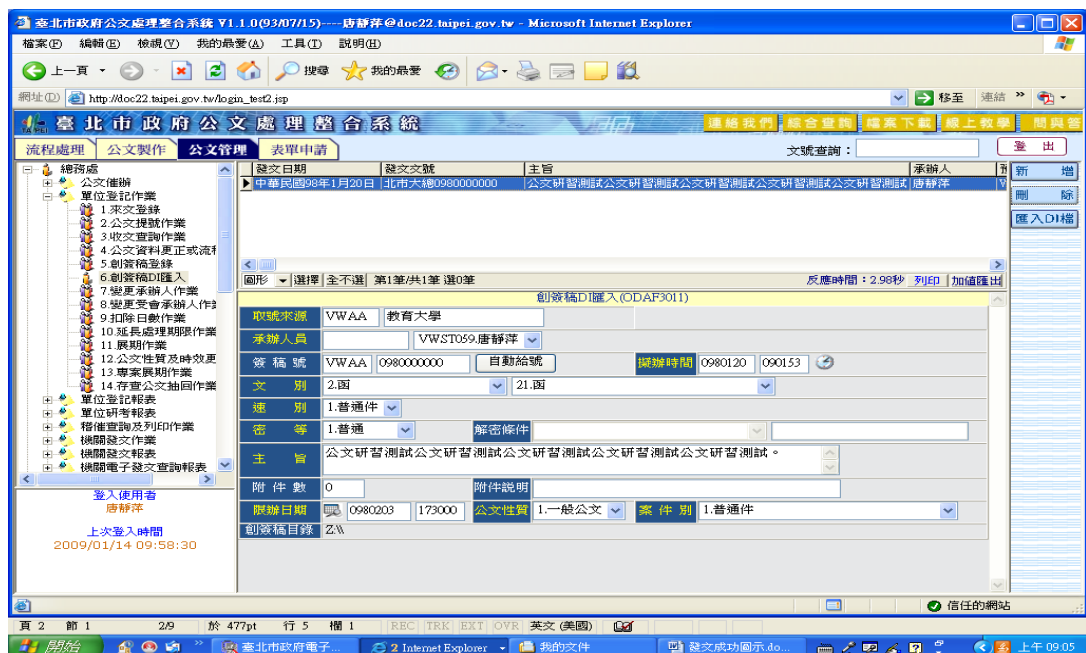 臺北市政府公文處理整合系統 V1.1.0(93/07/15)----唐靜萍@doc22.taipei.gov.tw - Microsoft Internet Explorer
檔案(F) 編輯(E) 檢視(V) 我的最愛(A) 工具(T) 說明(H)
上一頁 搜尋 我的最愛
網址(D) http://doc22.taipei.gov.tw/login_test2.jsp 移至 連結 »
臺北市政府公文處理整合系統 連絡我們 綜合查詢 檔案下載 線上教學 問與答
流程處理 公文製作 公文管理 表單申請 文號查詢： 登 出
總務處
公文催辦
單位登記作業
1.來文登錄
2.公文提號作業
3.收文查詢作業
4.公文資料更正或流程
5.創簽稿登錄
6.創簽稿DI匯入
7.變更承辦人作業
8.變更受會承辦人作業
9.扣除日數作業
10.延長處理期限作業
11.展期作業
12.公文性質及時效更
13.專案展期作業
14.存查公文抽回作業
單位登記報表
單位研考報表
稽催查詢及列印作業
機關發文作業
機關發文報表
機關電子發文查詢報表
登入使用者
唐靜萍
上次登入時間
2009/01/14 09:58:30
發文日期 發文文號 主旨 承辦人
中華民國98年1月20日 北市大總0980000000 公文研習測試公文研習測試公文研習測試公文研習測試公文研習測試 唐靜萍
新 增
刪 除
匯入DI檔
圖形 選擇 全不選 第1筆/共1筆 選0筆 反應時間：2.98秒 列印 加值匯出
創簽稿DI匯入(ODAF3011)
取號來源 VWAA 教育大學
承辦人員 VWST059.唐靜萍
簽 稿 號 VWAA 0980000000 自動給號 擬辦時間 0980120 090153
文 別 2.函 21.函
速 別 1.普通件
密 等 1.普通 解密條件
主 旨 公文研習測試公文研習測試公文研習測試公文研習測試公文研習測試。
附 件 數 0 附件說明
限辦日期 0980203 173000 公文性質 1.一般公文 案 件 別 1.普通件
創簽稿目錄 Z:\\
信任的網站
頁 2 節 1 2/9 於 477pt 行 5 欄 1 REC TRK EXT OVR 英文 (美國)
開始 » 臺北市政府電子... 2 Internet Explorer 我的文件 發文成功圖示.do... 上午 09:05